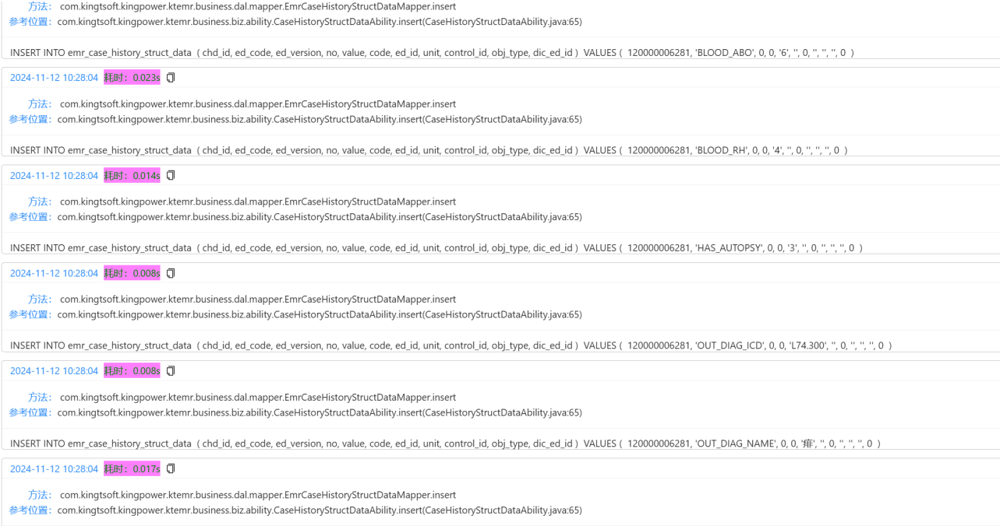 方法： com.kingtsoft.kingpower.ktemr.business.dal.mapper.EmrCaseHistoryStructDataMapper.insert
参考位置： com.kingtsoft.kingpower.ktemr.business.biz.ability.CaseHistoryStructDataAbility.insert(CaseHistoryStructDataAbility.java:65)
INSERT INTO emr_case_history_struct_data ( chd_id, ed_code, ed_version, no, value, code, ed_id, unit, control_id, obj_type, dic_ed_id ) VALUES ( 120000006281, 'BLOOD_ABO', 0, 0, '6', '', 0, '', '', '', 0 )
2024-11-12 10:28:04 耗时：0.023s
方法： com.kingtsoft.kingpower.ktemr.business.dal.mapper.EmrCaseHistoryStructDataMapper.insert
参考位置： com.kingtsoft.kingpower.ktemr.business.biz.ability.CaseHistoryStructDataAbility.insert(CaseHistoryStructDataAbility.java:65)
INSERT INTO emr_case_history_struct_data ( chd_id, ed_code, ed_version, no, value, code, ed_id, unit, control_id, obj_type, dic_ed_id ) VALUES ( 120000006281, 'BLOOD_RH', 0, 0, '4', '', 0, '', '', '', 0 )
2024-11-12 10:28:04 耗时：0.014s
方法： com.kingtsoft.kingpower.ktemr.business.dal.mapper.EmrCaseHistoryStructDataMapper.insert
参考位置： com.kingtsoft.kingpower.ktemr.business.biz.ability.CaseHistoryStructDataAbility.insert(CaseHistoryStructDataAbility.java:65)
INSERT INTO emr_case_history_struct_data ( chd_id, ed_code, ed_version, no, value, code, ed_id, unit, control_id, obj_type, dic_ed_id ) VALUES ( 120000006281, 'HAS_AUTOPSY', 0, 0, '3', '', 0, '', '', '', 0 )
2024-11-12 10:28:04 耗时：0.008s
方法： com.kingtsoft.kingpower.ktemr.business.dal.mapper.EmrCaseHistoryStructDataMapper.insert
参考位置： com.kingtsoft.kingpower.ktemr.business.biz.ability.CaseHistoryStructDataAbility.insert(CaseHistoryStructDataAbility.java:65)
INSERT INTO emr_case_history_struct_data ( chd_id, ed_code, ed_version, no, value, code, ed_id, unit, control_id, obj_type, dic_ed_id ) VALUES ( 120000006281, 'OUT_DIAG_ICD', 0, 0, 'L74.300', '', 0, '', '', '', 0 )
2024-11-12 10:28:04 耗时：0.008s
方法： com.kingtsoft.kingpower.ktemr.business.dal.mapper.EmrCaseHistoryStructDataMapper.insert
参考位置： com.kingtsoft.kingpower.ktemr.business.biz.ability.CaseHistoryStructDataAbility.insert(CaseHistoryStructDataAbility.java:65)
INSERT INTO emr_case_history_struct_data ( chd_id, ed_code, ed_version, no, value, code, ed_id, unit, control_id, obj_type, dic_ed_id ) VALUES ( 120000006281, 'OUT_DIAG_NAME', 0, 0, '痱', '', 0, '', '', '', 0 )
2024-11-12 10:28:04 耗时：0.017s
方法： com.kingtsoft.kingpower.ktemr.business.dal.mapper.EmrCaseHistoryStructDataMapper.insert
参考位置： com.kingtsoft.kingpower.ktemr.business.biz.ability.CaseHistoryStructDataAbility.insert(CaseHistoryStructDataAbility.java:65)